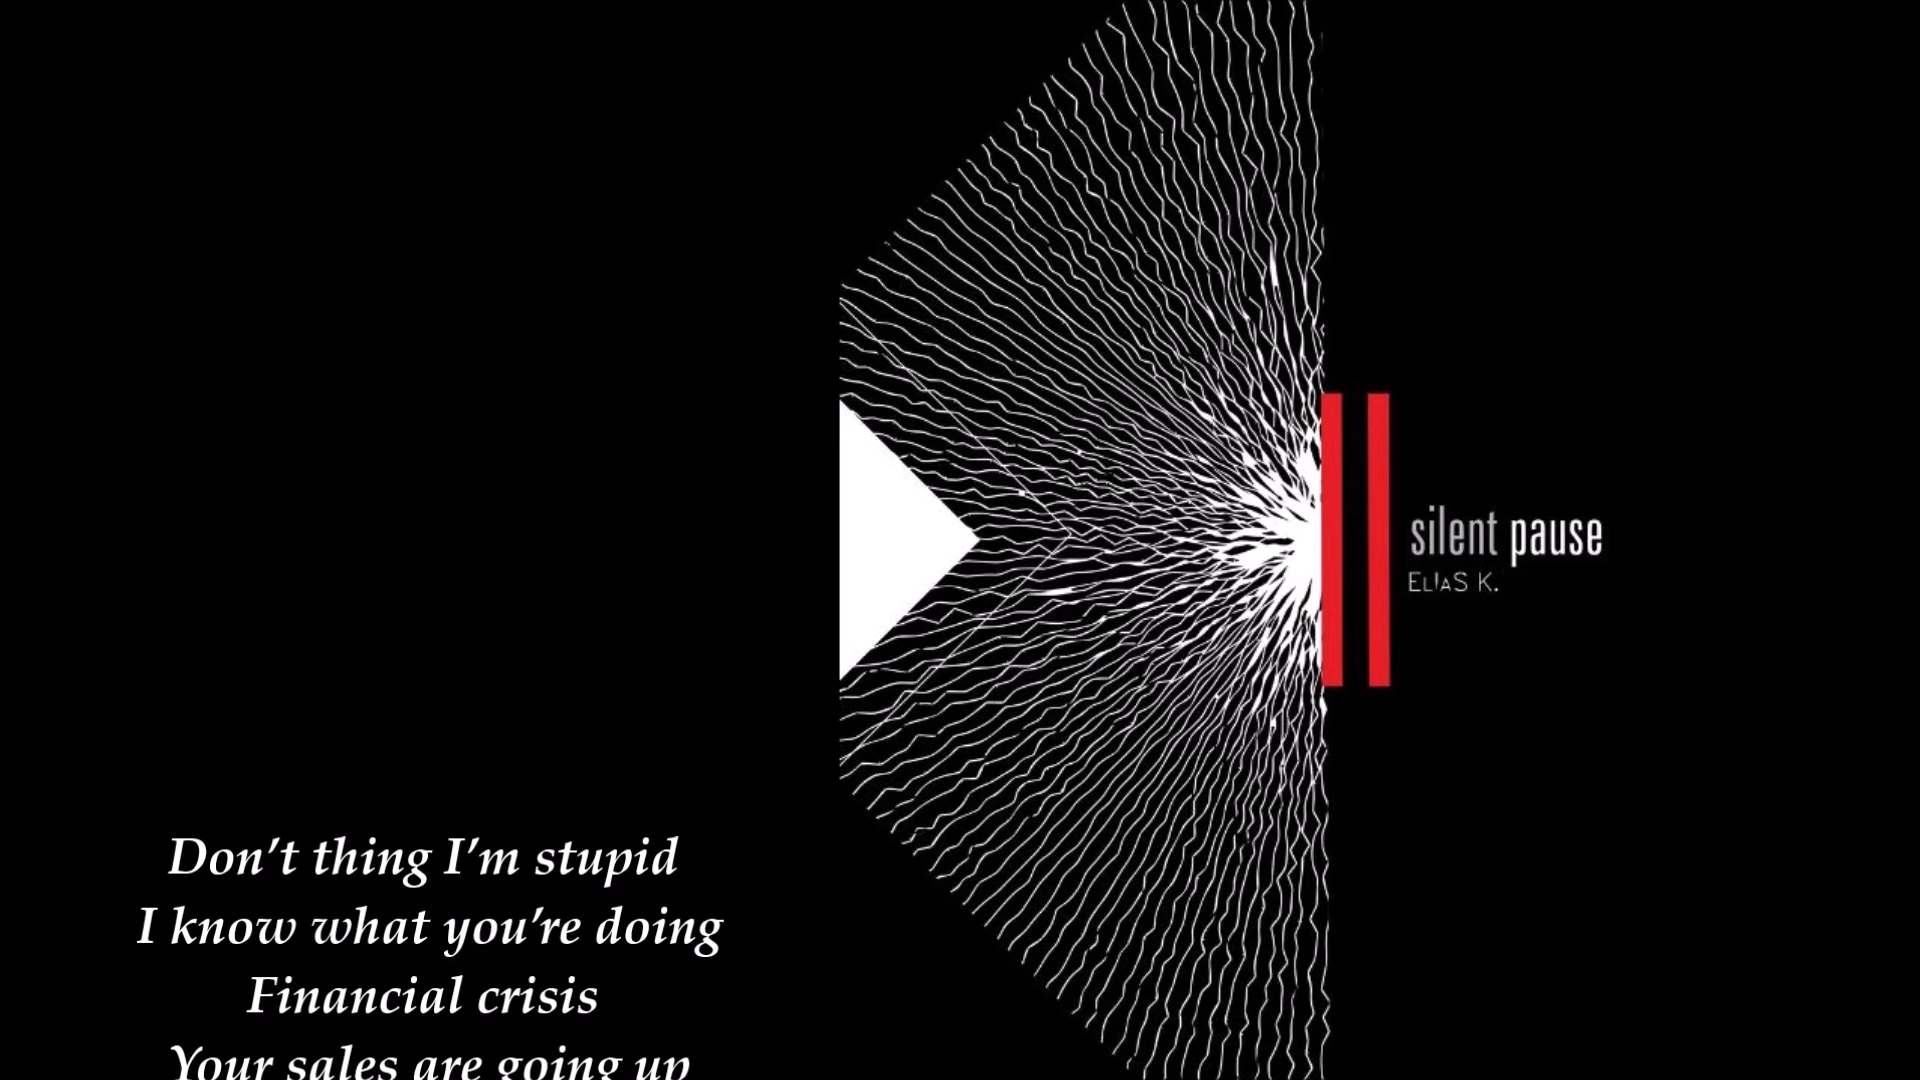 silent pause
ELiAS K.
Don’t thing I’m stupid
I know what you’re doing
Financial crisis
Your sales are going up